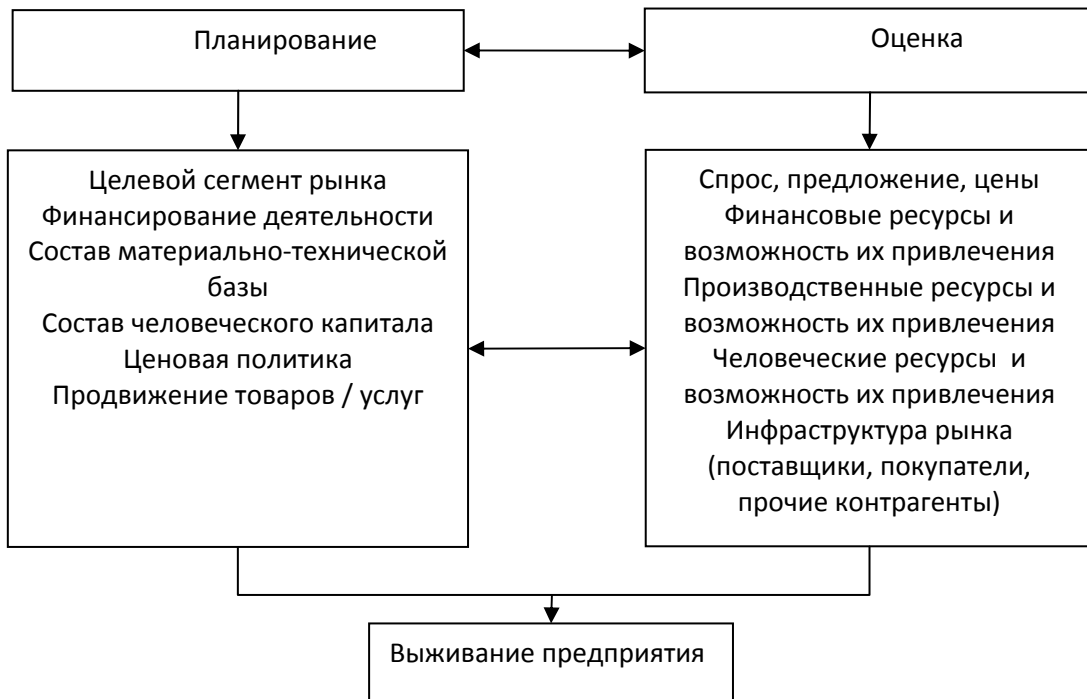 Планирование
Оценка
Целевой сегмент рынка
Финансирование деятельности
Состав материально-технической
базы
Состав человеческого капитала
Ценовая политика
Продвижение товаров / услуг
Спрос, предложение, цены
Финансовые ресурсы и
возможность их привлечения
Производственные ресурсы и
возможность их привлечения
Человеческие ресурсы и
возможность их привлечения
Инфраструктура рынка
(поставщики, покупатели,
прочие контрагенты)
Выживание предприятия